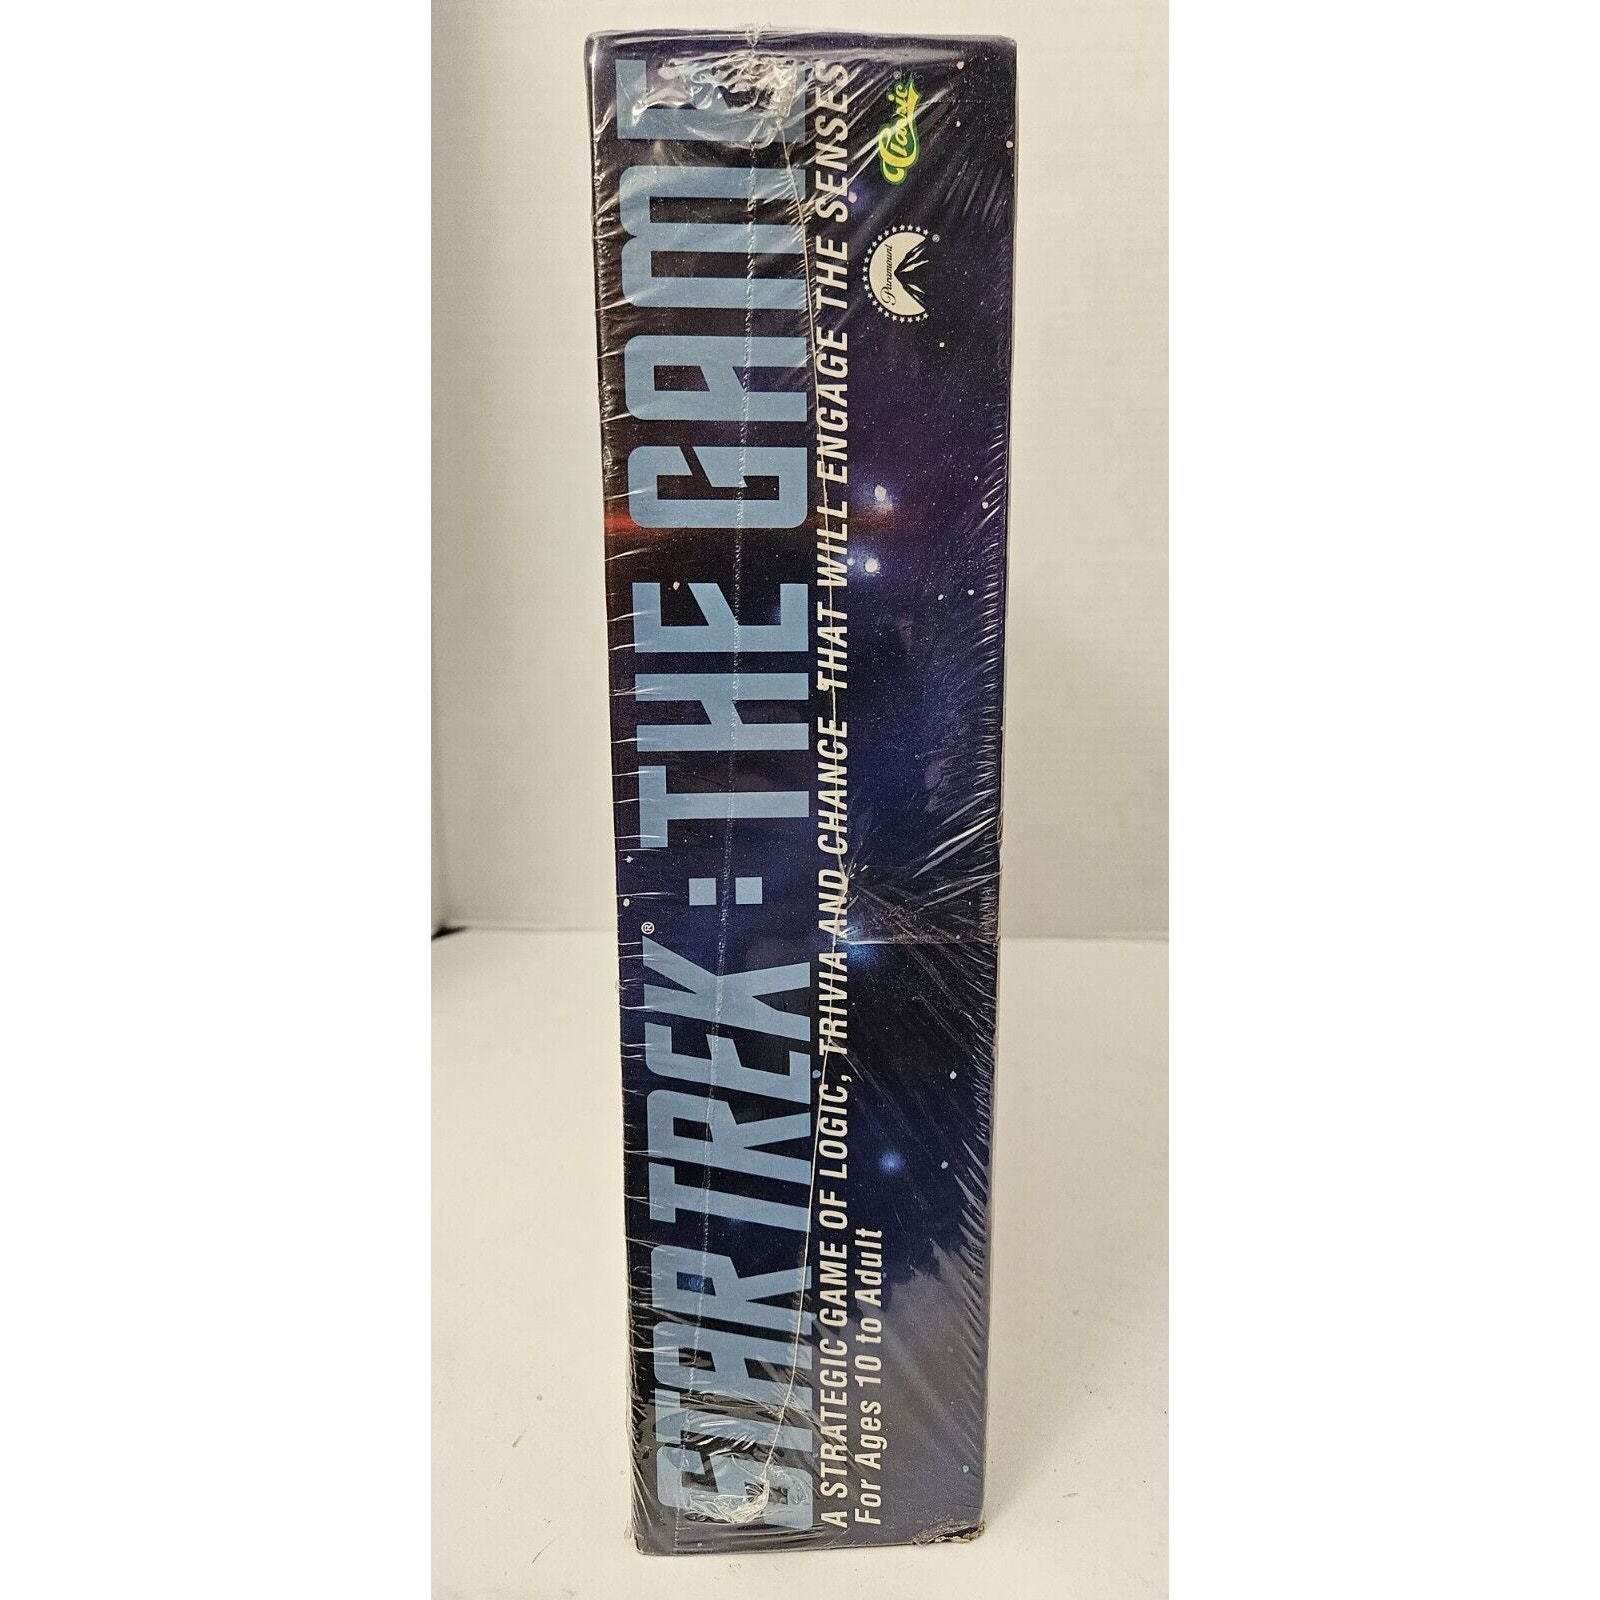 STAR TREK® : THE GAME
A STRATEGIC GAME OF LOGIC, TRIVIA AND CHANCE THAT WILL ENGAGE THE SENSES
For Ages 10 to Adult
Paramount ®
Classic ®